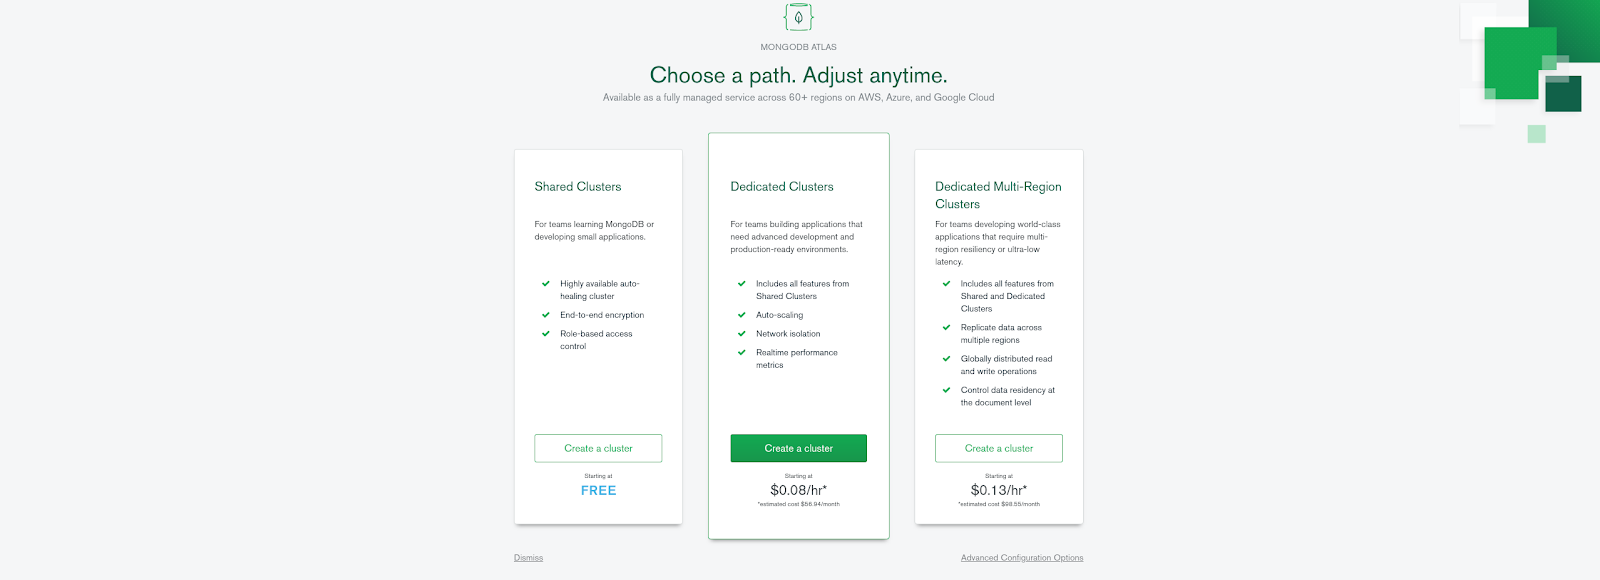 MONGODB ATLAS
Choose a path. Adjust anytime.
Available as a fully managed service across 60+ regions on AWS, Azure, and Google Cloud
Shared Clusters
For teams learning MongoDB or
developing small applications.
Highly available auto-
healing cluster
End-to-end encryption
Role-based access
control
Create a cluster
Starting at
FREE
Dedicated Clusters
For teams building applications that
need advanced development and
production-ready environments.
Includes all features from
Shared Clusters
Auto-scaling
Network isolation
Realtime performance
metrics
Create a cluster
Starting at
$0.08/hr*
*estimated cost $56.94/month
Dedicated Multi-Region
Clusters
For teams developing world-class
applications that require multi-
region resiliency or ultra-low
latency.
Includes all features from
Shared and Dedicated
Clusters
Replicate data across
multiple regions
Globally distributed read
and write operations
Control data residency at
the document level
Create a cluster
Starting at
$0.13/hr*
*estimated cost $98.55/month
Dismiss
Advanced Configuration Options